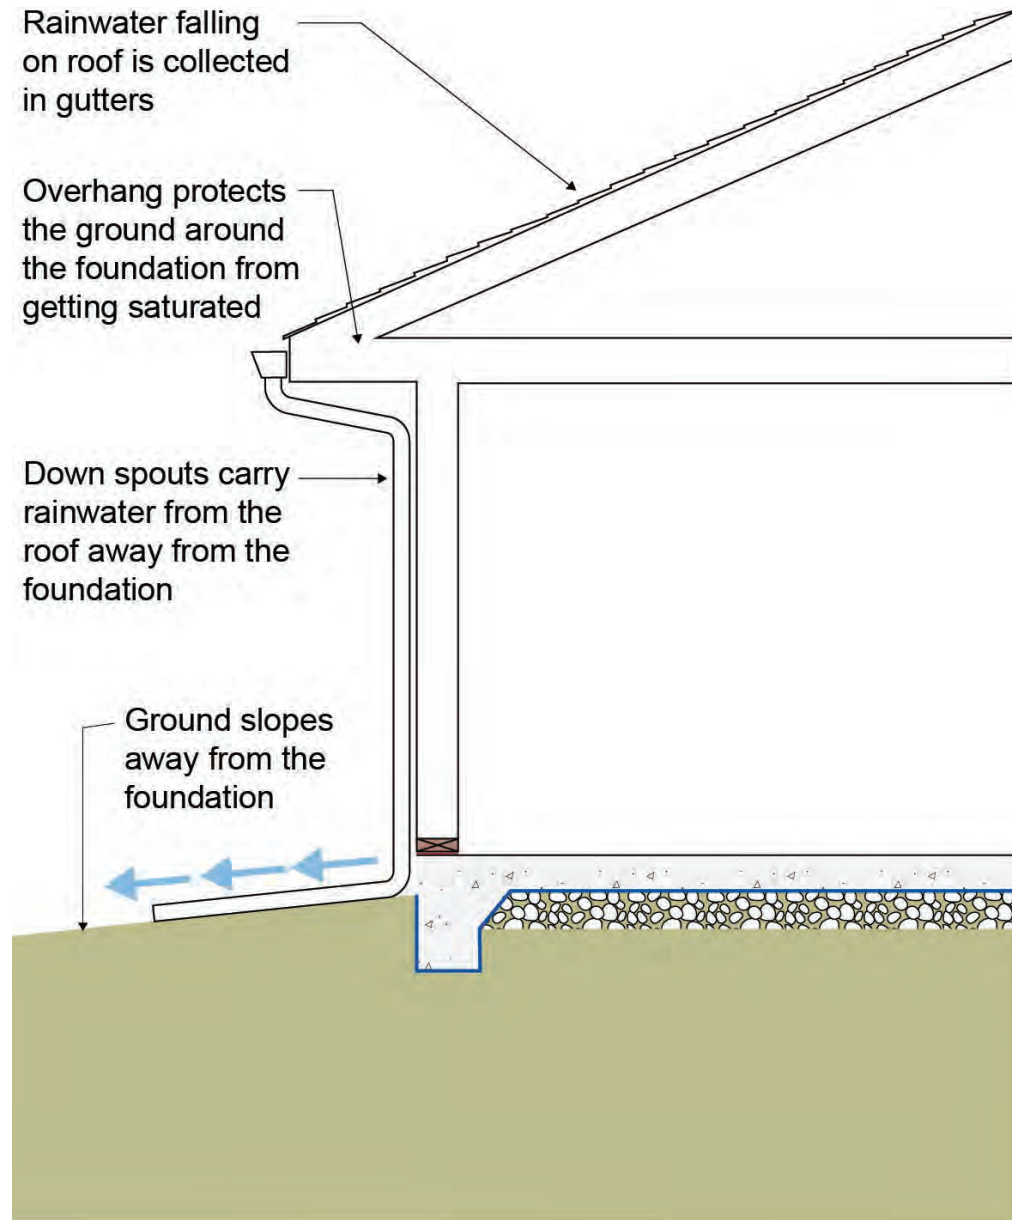 Rainwater falling
on roof is collected
in gutters
Overhang protects
the ground around
the foundation from
getting saturated
Down spouts carry
rainwater from the
roof away from the
foundation
Ground slopes
away from the
foundation